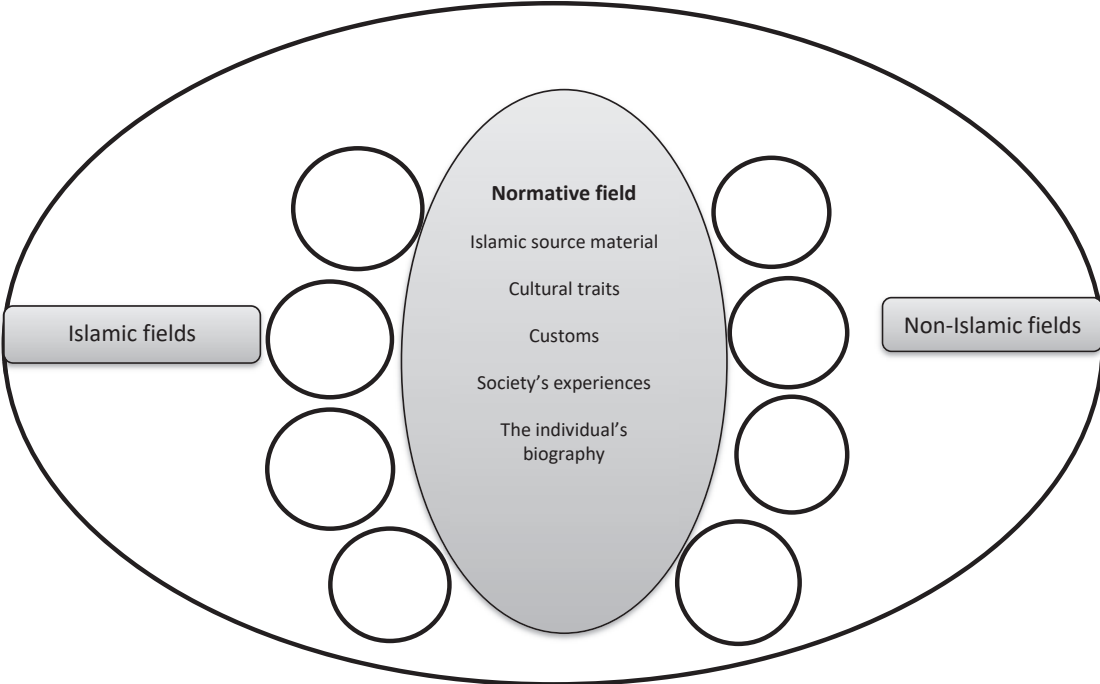 Normative field
Islamic source material
Cultural traits
Islamic fields
Non-Islamic fields
Customs
Society’s experiences
The individual’s
biography